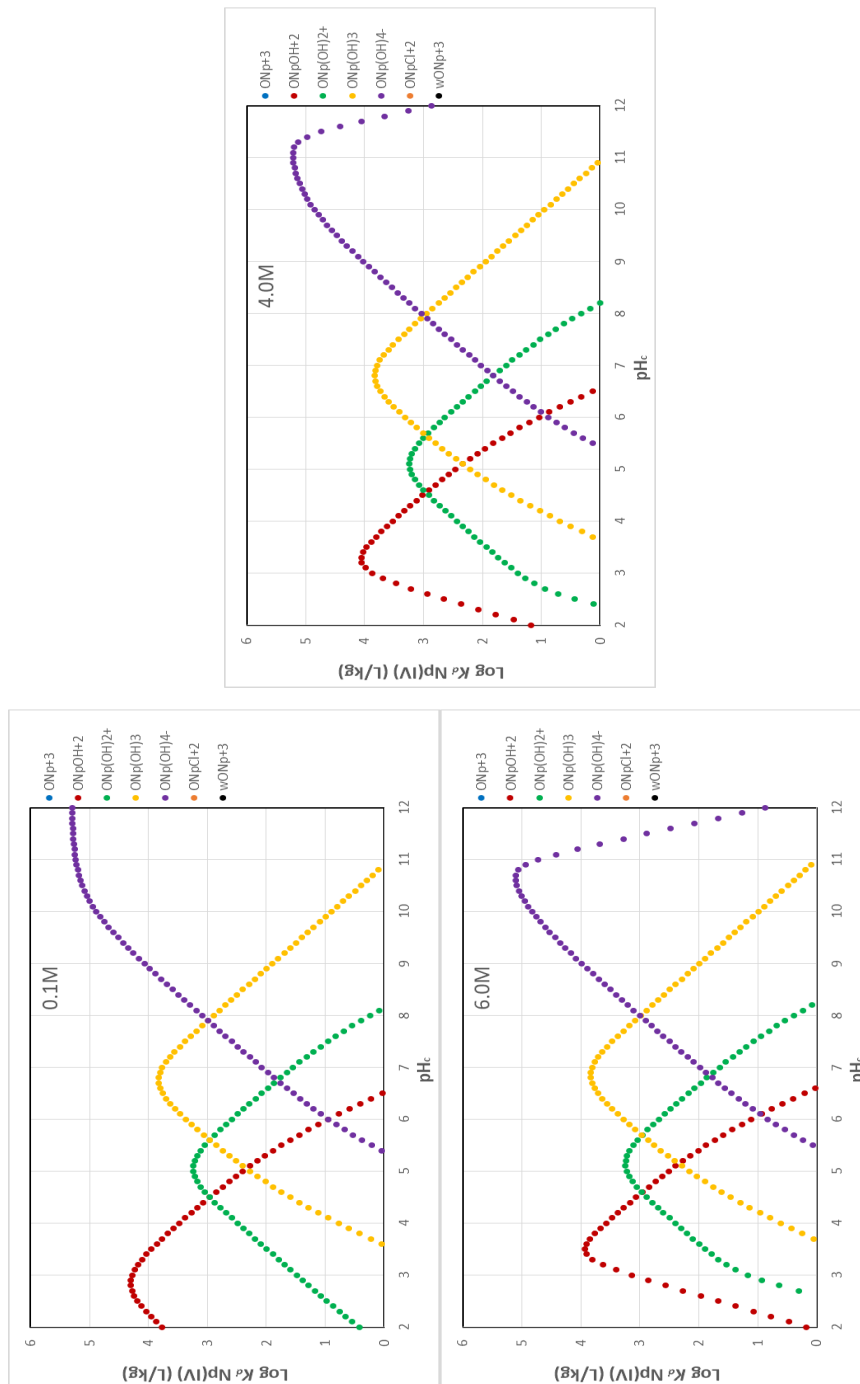 0.1M
Log Kd Np(IV) (L/kg)
6
5
4
3
2
1
0
2
3
4
5
6
7
8
9
10
11
12
pHc
ONp+3
ONpOH+2
ONp(OH)2+
ONp(OH)3
ONp(OH)4-
ONpCl+2
wONp+3
4.0M
Log Kd Np(IV) (L/kg)
6
5
4
3
2
1
0
2
3
4
5
6
7
8
9
10
11
12
pHc
ONp+3
ONpOH+2
ONp(OH)2+
ONp(OH)3
ONp(OH)4-
ONpCl+2
wONp+3
6.0M
Log Kd Np(IV) (L/kg)
6
5
4
3
2
1
0
2
3
4
5
6
7
8
9
10
11
12
pHc
ONp+3
ONpOH+2
ONp(OH)2+
ONp(OH)3
ONp(OH)4-
ONpCl+2
wONp+3